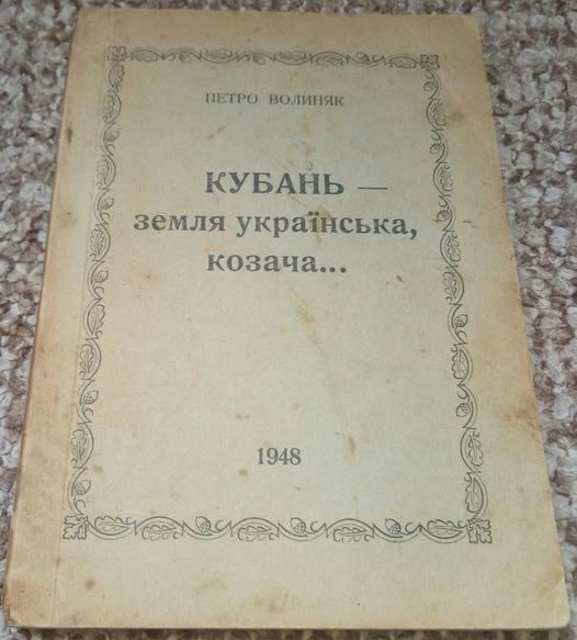 ПЕТРО ВОЛИНЯК
КУБАНЬ —
земля українська,
козача...
1948